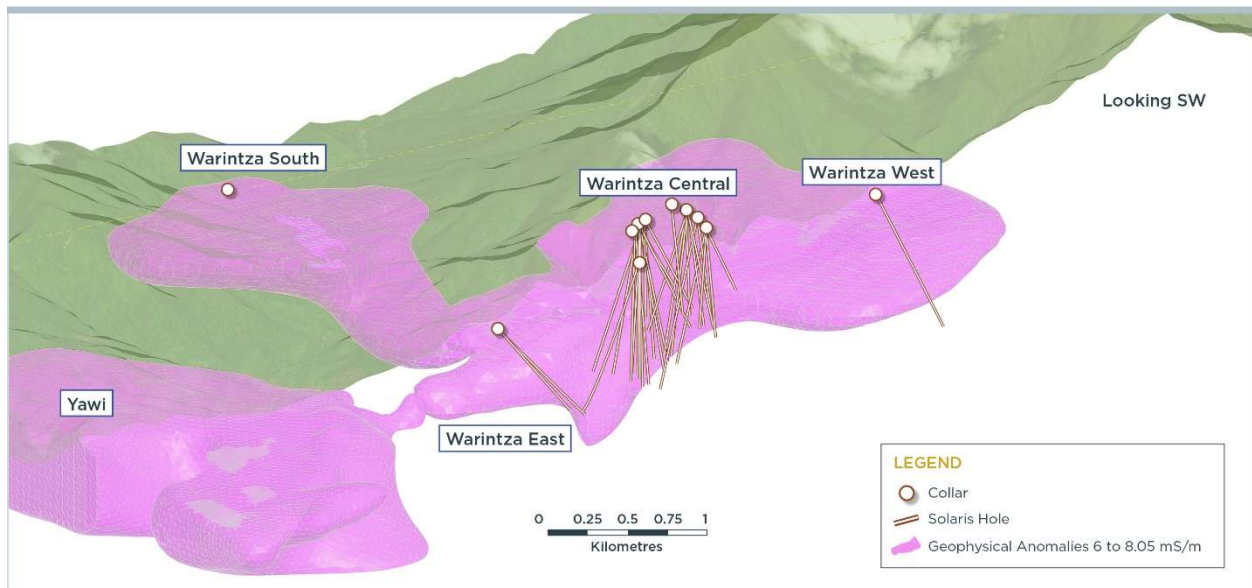 Looking SW
Warintza South
Warintza Central
Warintza West
Yawi
Warintza East
0 0.25 0.5 0.75 1
Kilometres
LEGEND
Collar
Solaris Hole
Geophysical Anomalies 6 to 8.05 mS/m